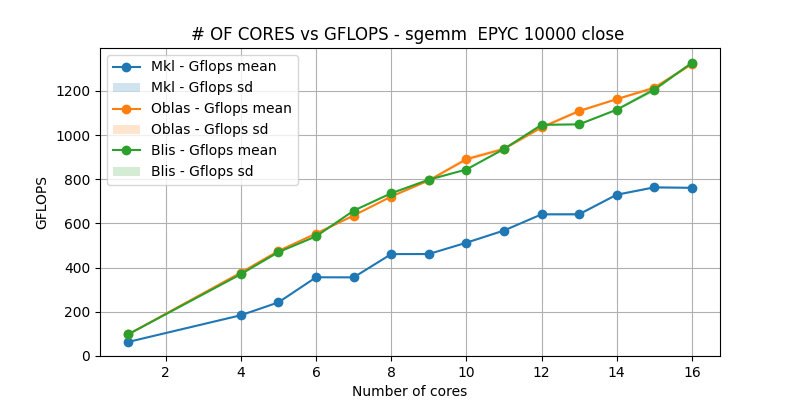 # OF CORES vs GFLOPS - sgemm  EPYC 10000 close
Mkl - Gflops mean
Mkl - Gflops sd
Oblas - Gflops mean
Oblas - Gflops sd
Blis - Gflops mean
Blis - Gflops sd
GFLOPS
1200
1000
800
600
400
200
0
2 4 6 8 10 12 14 16
Number of cores